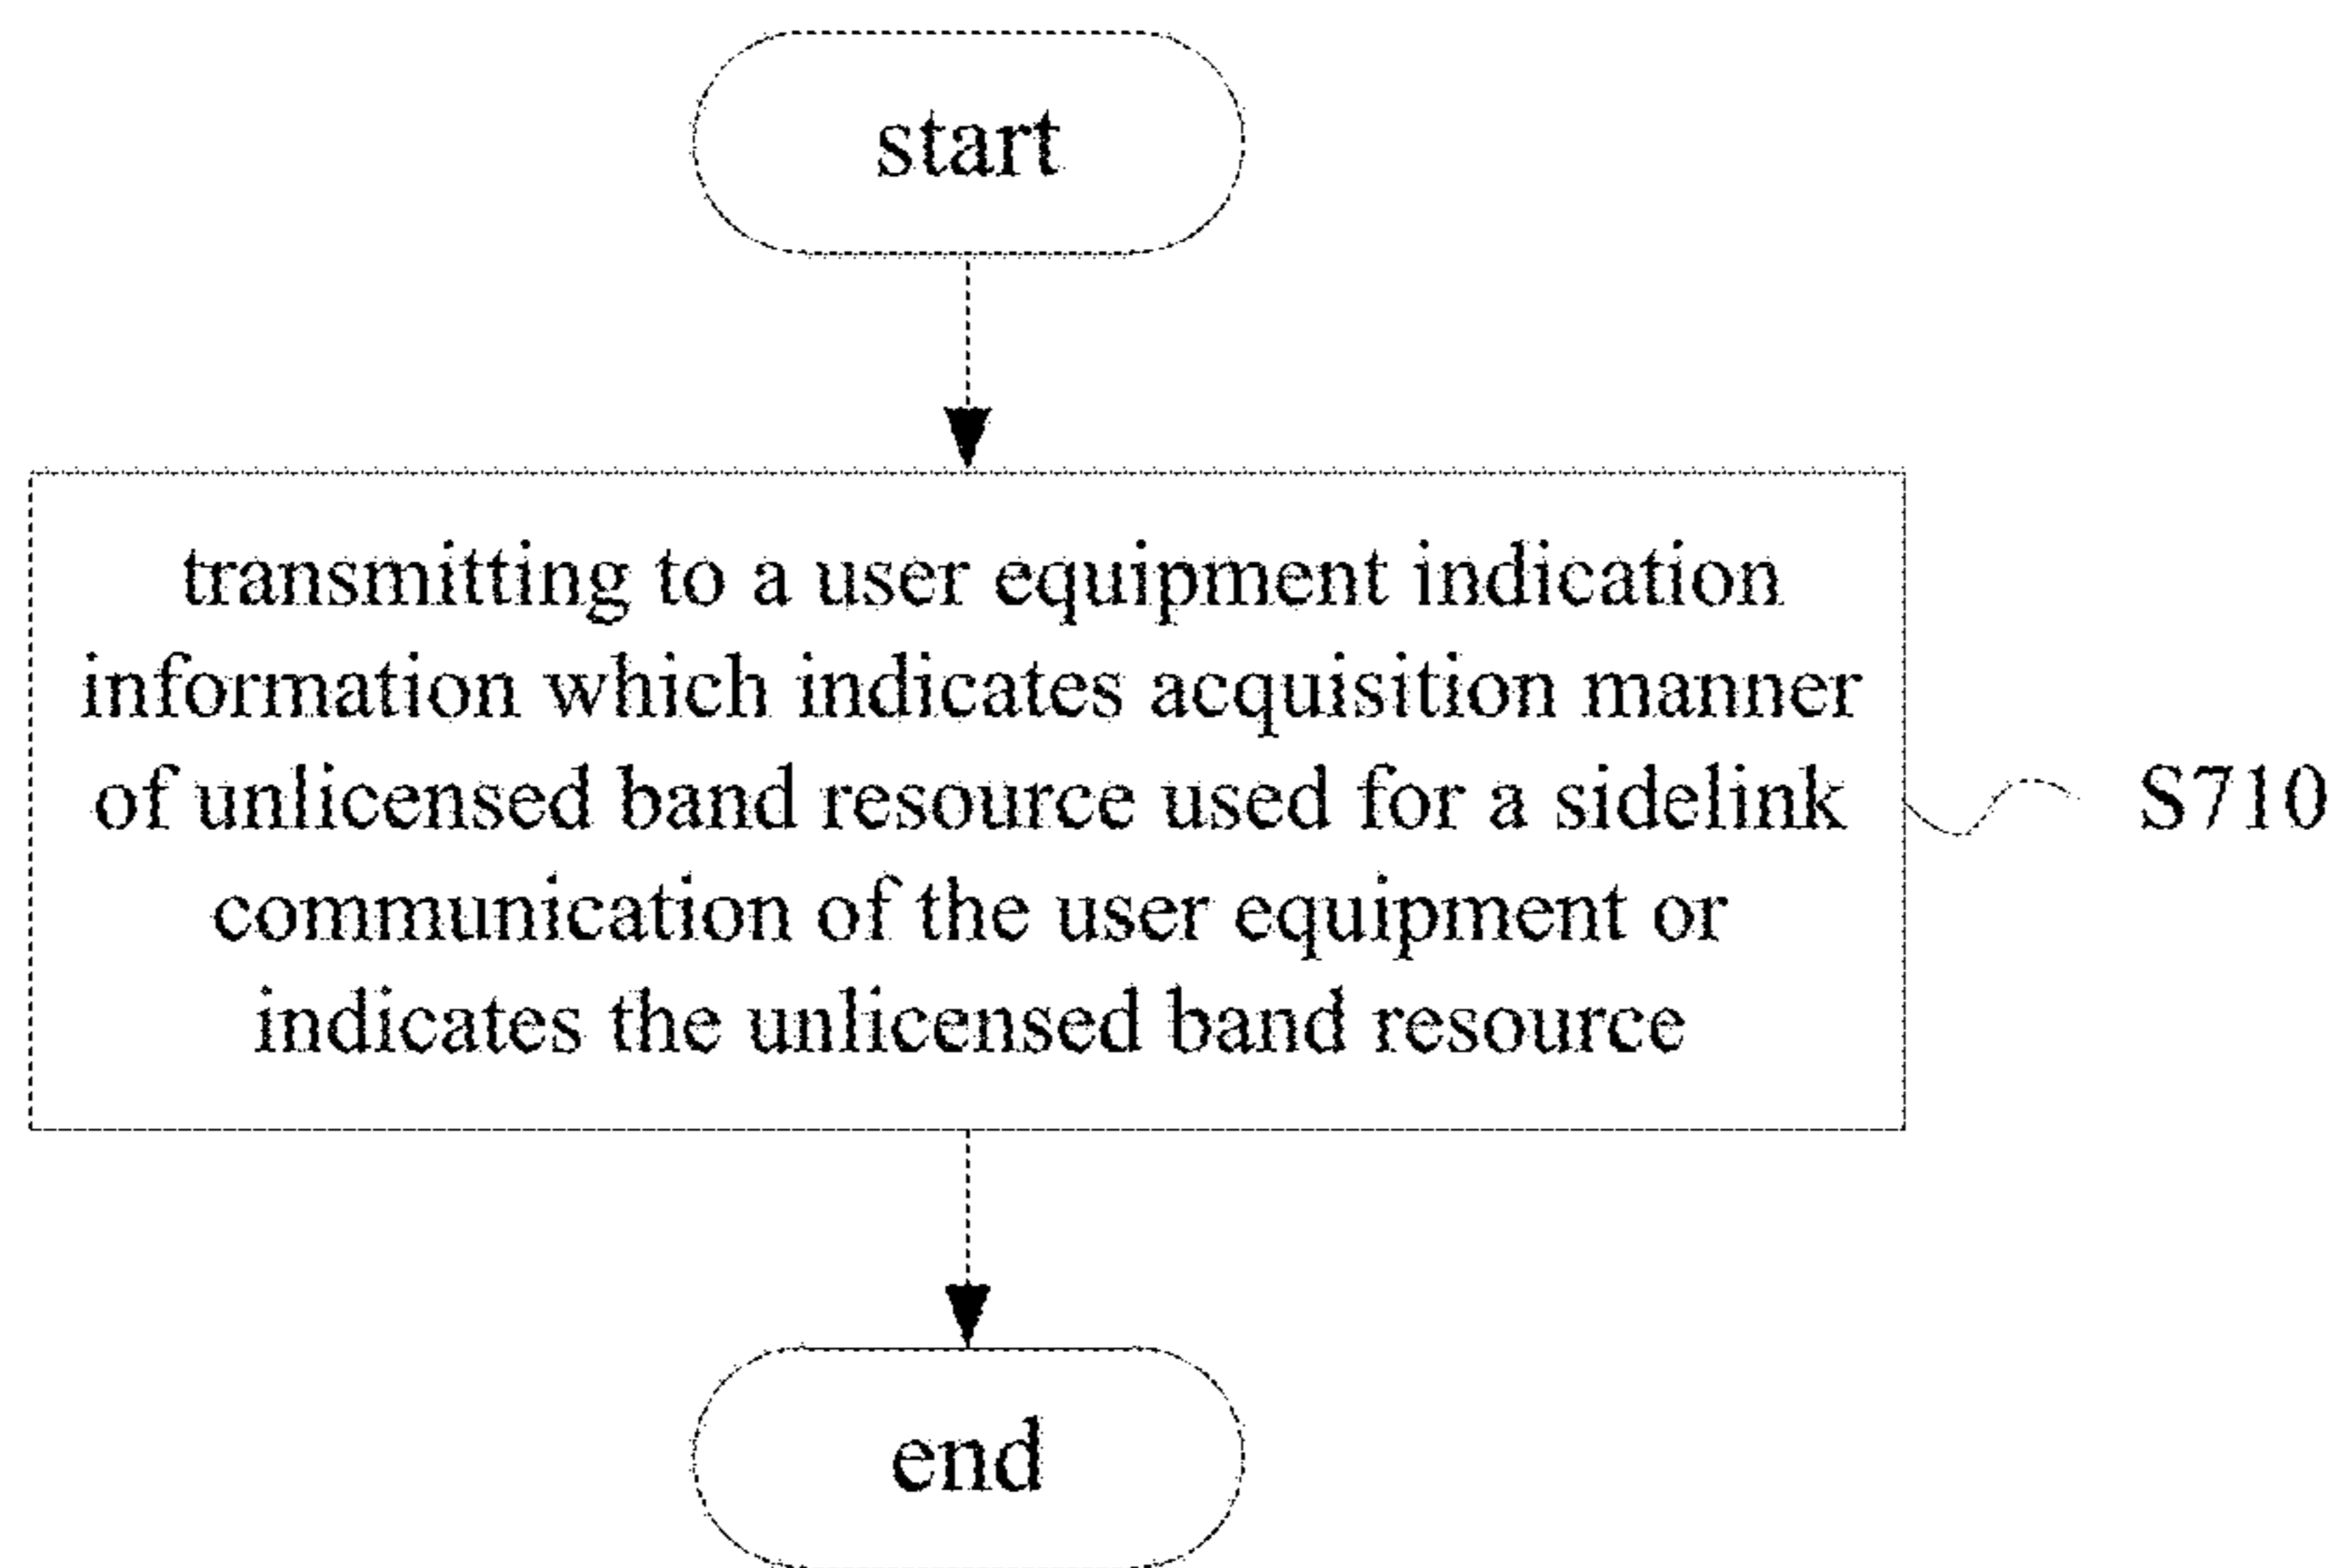 start
transmitting to a user equipment indication
information which indicates acquisition manner
of unlicensed band resource used for a sidelink
communication of the user equipment or
indicates the unlicensed band resource
S710
end